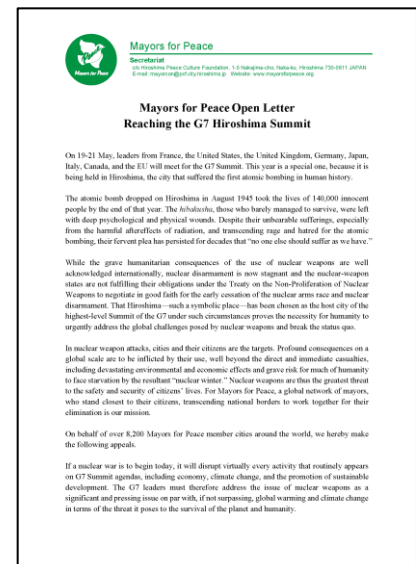 Mayors for Peace
Mayors for Peace
Secretariat
c/o Hiroshima Peace Culture Foundation, 1-5 Nakajima-cho, Naka-ku, Hiroshima 730-0811 JAPAN
E-mail: mayorcon@pcf.city.hiroshima.jp Website: www.mayorsforpeace.org
Mayors for Peace Open Letter
Reaching the G7 Hiroshima Summit
On 19-21 May, leaders from France, the United States, the United Kingdom, Germany, Japan,
Italy, Canada, and the EU will meet for the G7 Summit. This year is a special one, because it is
being held in Hiroshima, the city that suffered the first atomic bombing in human history.
The atomic bomb dropped on Hiroshima in August 1945 took the lives of 140,000 innocent
people by the end of that year. The hibakusha, those who barely managed to survive, were left
with deep psychological and physical wounds. Despite their unbearable sufferings, especially
from the harmful aftereffects of radiation, and transcending rage and hatred for the atomic
bombing, their fervent plea has persisted for decades that “no one else should suffer as we have.”
While the grave humanitarian consequences of the use of nuclear weapons are well
acknowledged internationally, nuclear disarmament is now stagnant and the nuclear-weapon
states are not fulfilling their obligations under the Treaty on the Non-Proliferation of Nuclear
Weapons to negotiate in good faith for the early cessation of the nuclear arms race and nuclear
disarmament. That Hiroshima—such a symbolic place—has been chosen as the host city of the
highest-level Summit of the G7 under such circumstances proves the necessity for humanity to
urgently address the global challenges posed by nuclear weapons and break the status quo.
In nuclear weapon attacks, cities and their citizens are the targets. Profound consequences on a
global scale are to be inflicted by their use, well beyond the direct and immediate casualties,
including devastating environmental and economic effects and grave risk for much of humanity
to face starvation by the resultant “nuclear winter.” Nuclear weapons are thus the greatest threat
to the safety and security of citizens’ lives. For Mayors for Peace, a global network of mayors,
who stand closest to their citizens, transcending national borders to work together for their
elimination is our mission.
On behalf of over 8,200 Mayors for Peace member cities around the world, we hereby make
the following appeals.
If a nuclear war is to begin today, it will disrupt virtually every activity that routinely appears
on G7 Summit agendas, including economy, climate change, and the promotion of sustainable
development. The G7 leaders must therefore address the issue of nuclear weapons as a
significant and pressing issue on par with, if not surpassing, global warming and climate change
in terms of the threat it poses to the survival of the planet and humanity.